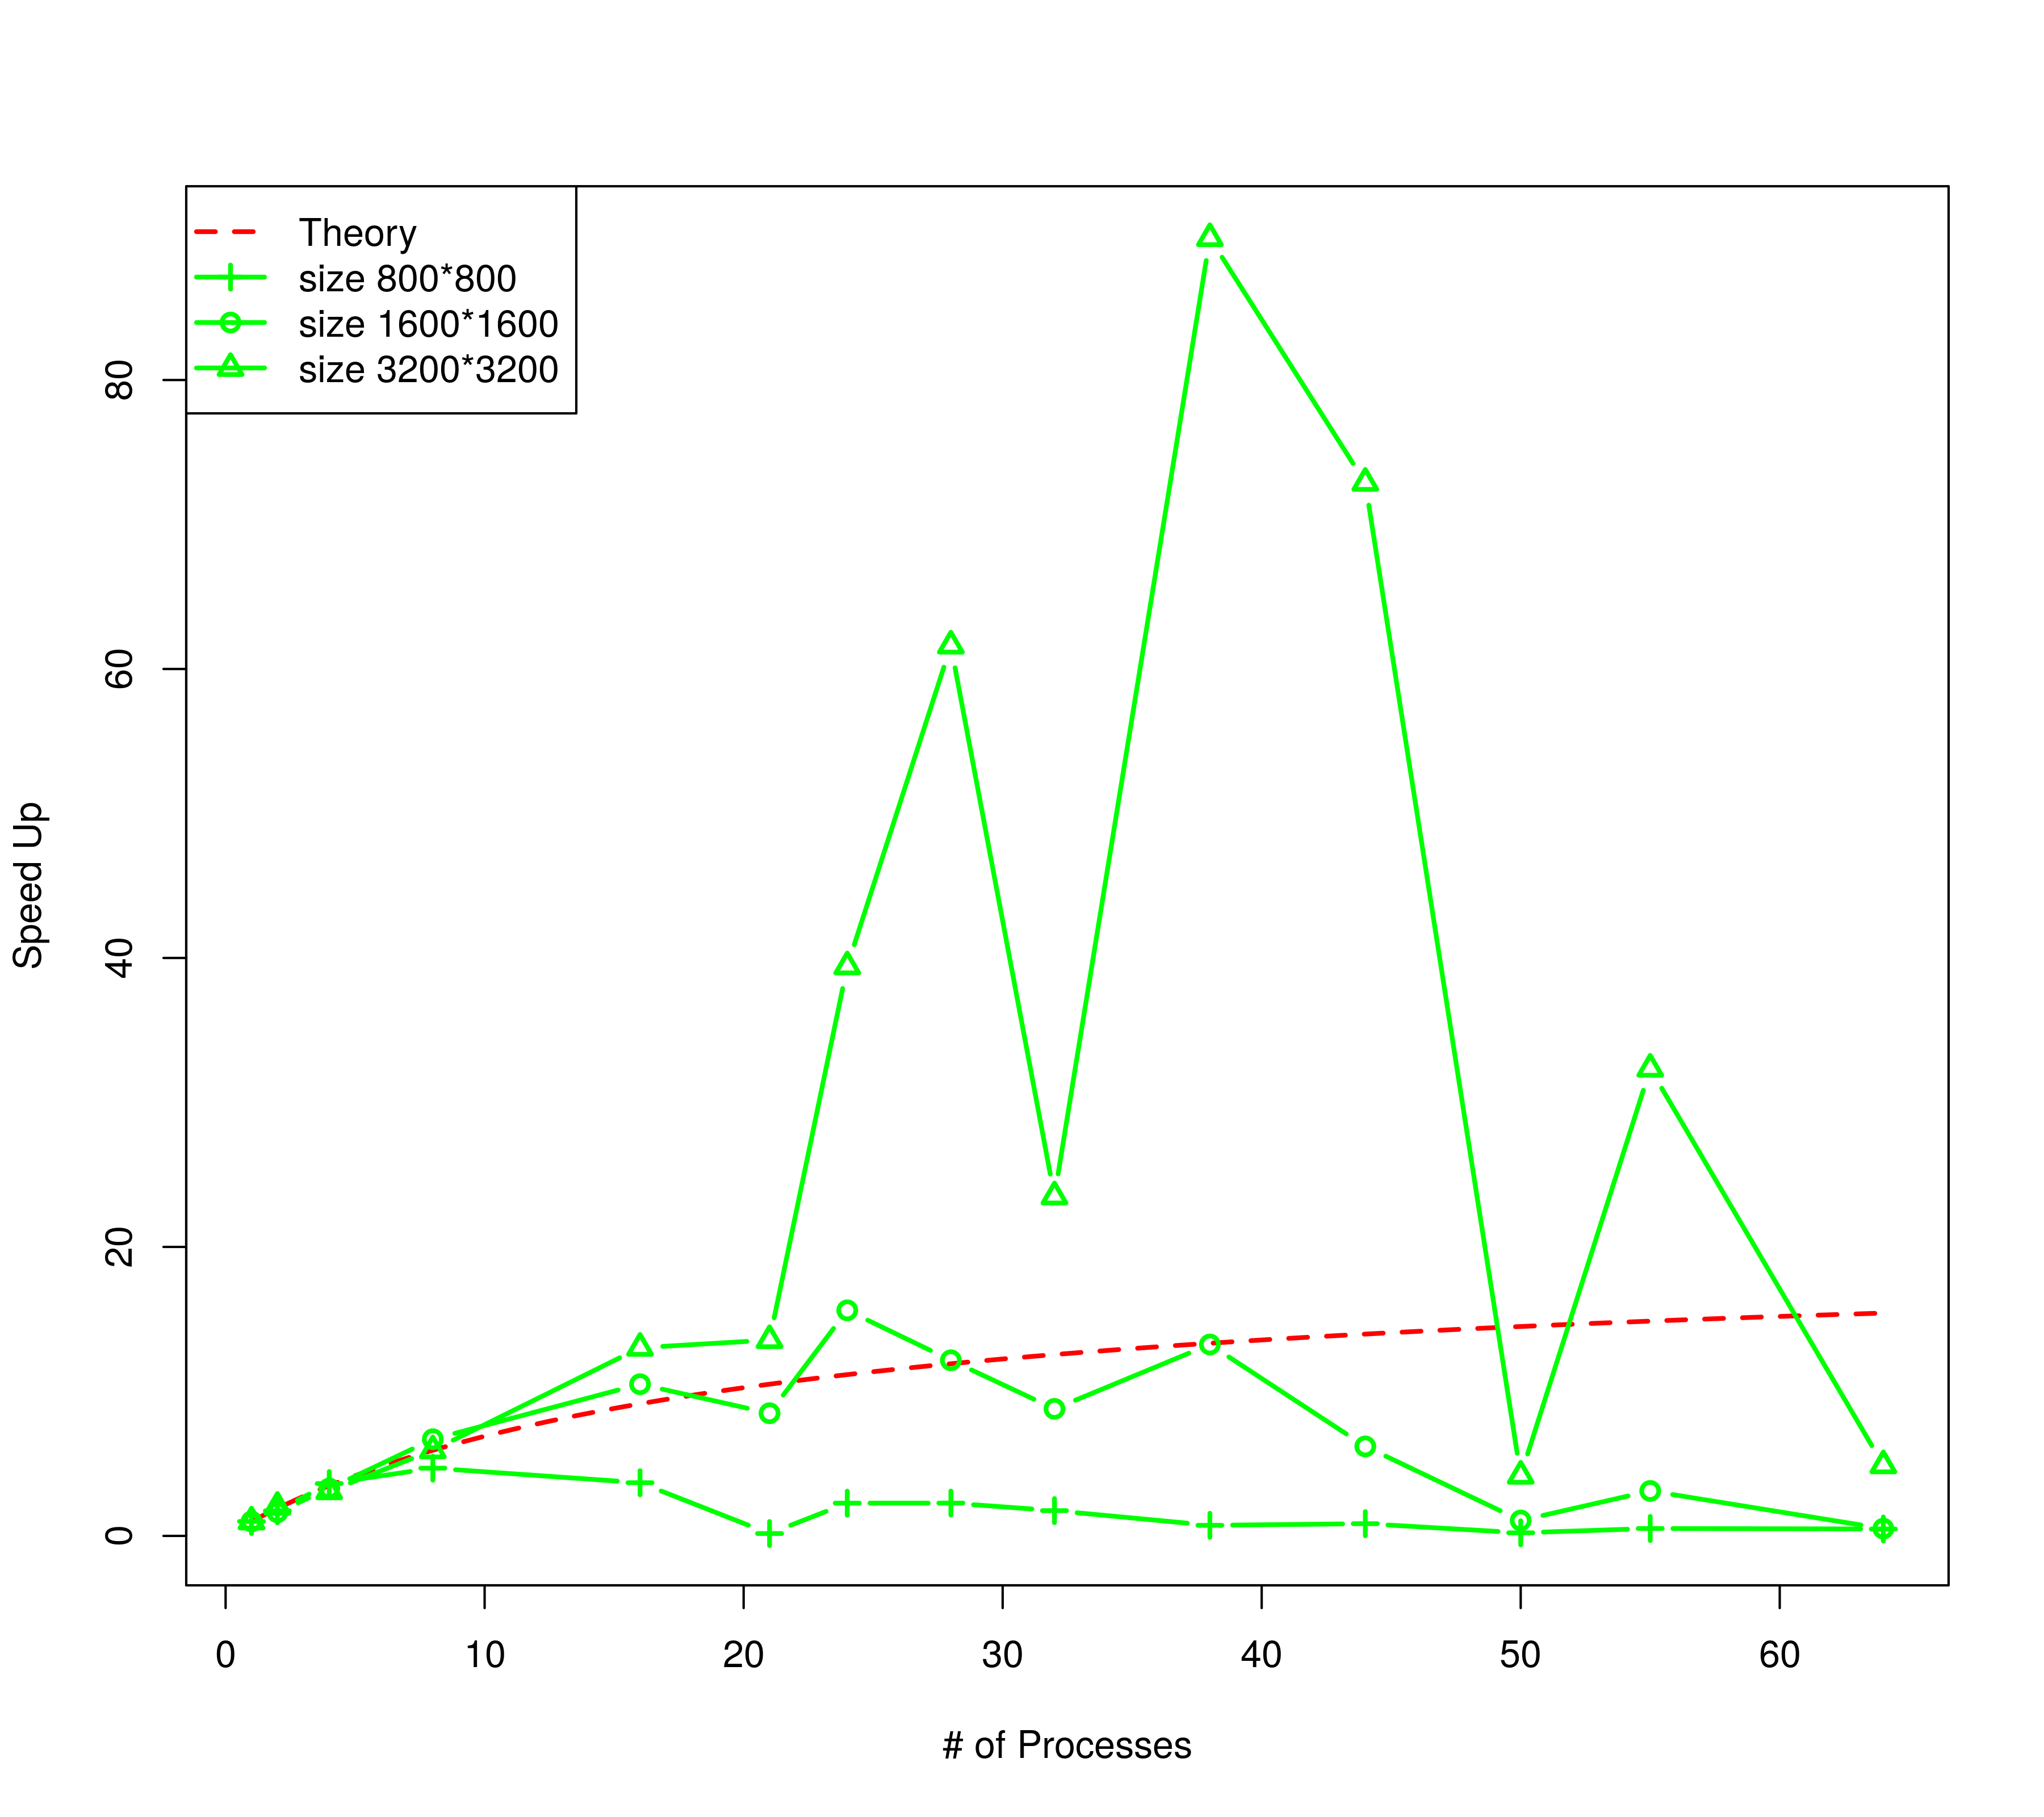 Theory
size 800*800
size 1600*1600
size 3200*3200
80
60
40
20
0
Speed Up
0 10 20 30 40 50 60
# of Processes